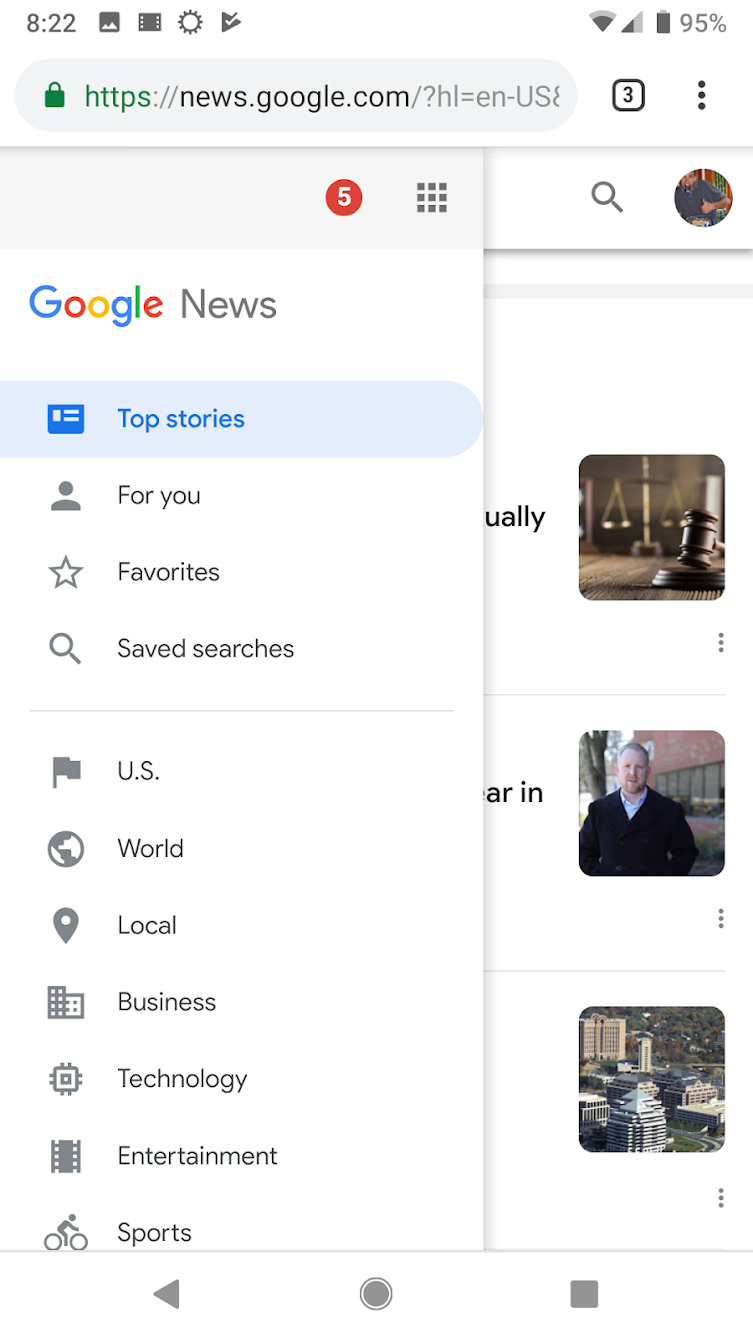 8:22
95%
https://news.google.com/?hl=en-US&
3
5
Google News
Top stories
For you
ually
Favorites
Saved searches
U.S.
ear in
World
Local
Business
Technology
Entertainment
Sports